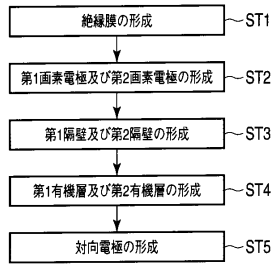 絶縁膜の形成 ST1
第1画素電極及び第2画素電極の形成 ST2
第1隔壁及び第2隔壁の形成 ST3
第1有機層及び第2有機層の形成 ST4
対向電極の形成 ST5